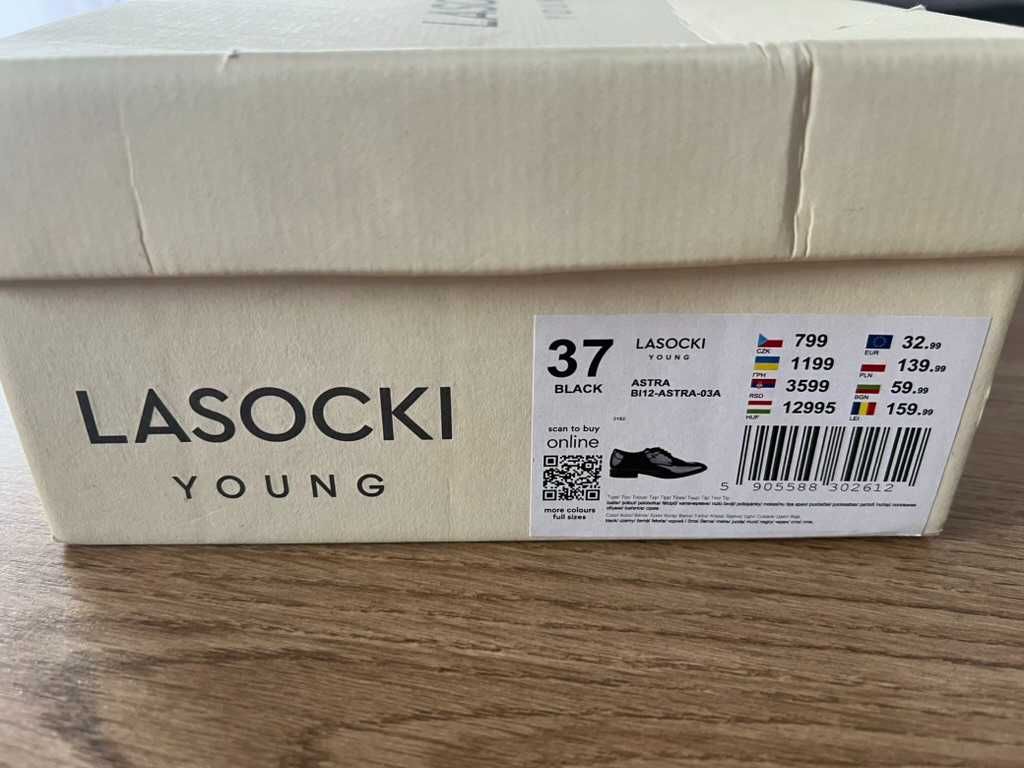 LASOCKI
LASOCKI
YOUNG
37
BLACK
LASOCKI
YOUNG
ASTRA
BI12-ASTRA-03A
scan to buy
online
more colours
full sizes
CZK 799
EUR 32.99
ГРН 1199
PLN 139.99
RSD 3599
BGN 59.99
HUF 12995
LEI 159.99
5 905588 302612